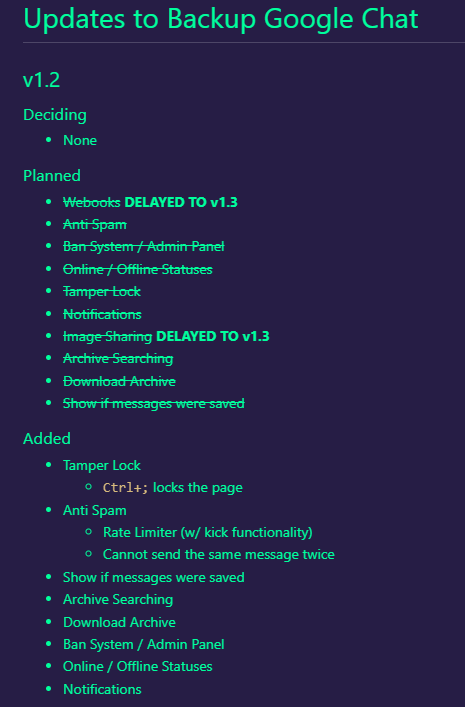 Updates to Backup Google Chat
v1.2
Deciding
None
Planned
Webooks DELAYED TO v1.3
Anti Spam
Ban System / Admin Panel
Online / Offline Statuses
Tamper Lock
Notifications
Image Sharing DELAYED TO v1.3
Archive Searching
Download Archive
Show if messages were saved
Added
Tamper Lock
Ctrl+; locks the page
Anti Spam
Rate Limiter (w/ kick functionality)
Cannot send the same message twice
Show if messages were saved
Archive Searching
Download Archive
Ban System / Admin Panel
Online / Offline Statuses
Notifications